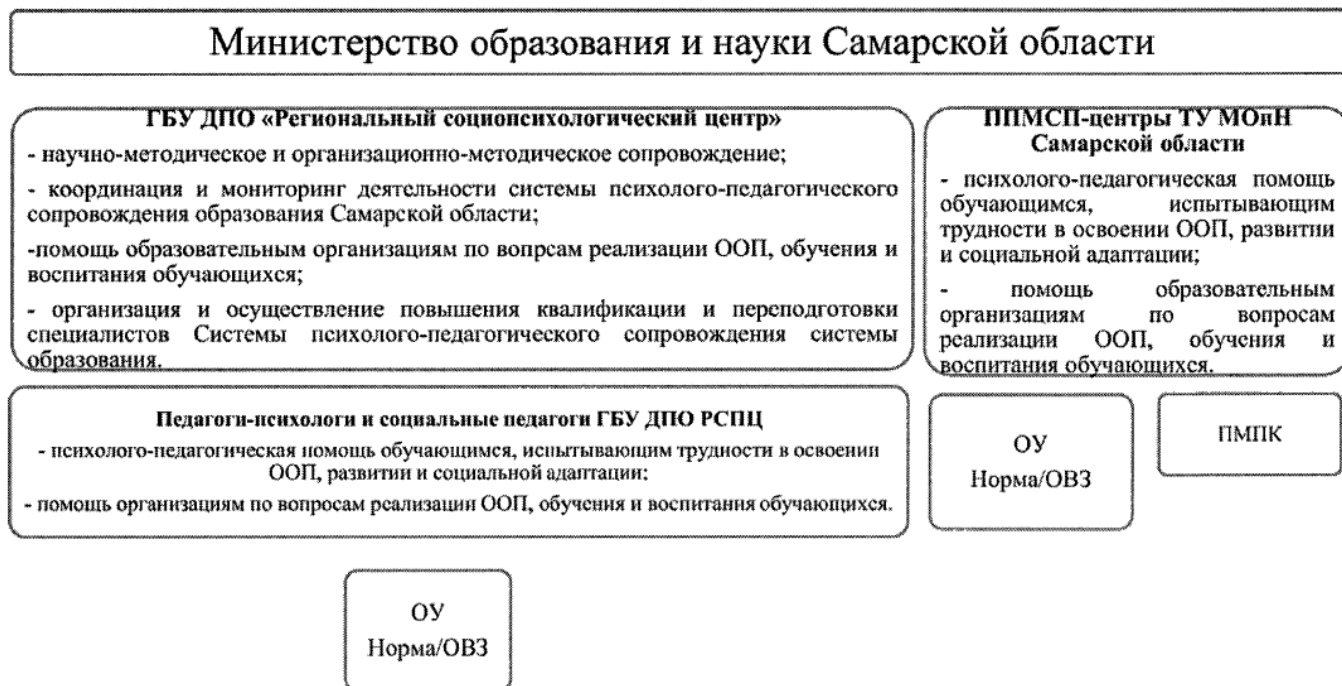 Министерство образования и науки Самарской области
ГБУ ДПО «Региональный социопсихологический центр»
- научно-методическое и организационно-методическое сопровождение;
- координация и мониторинг деятельности системы психолого-педагогического
сопровождения образования Самарской области;
-помощь образовательным организациям по вопрсам реализации ООП, обучения и
воспитания обучающихся;
- организация и осуществление повышения квалификации и переподготовки
специалистов Системы психолого-педагогического сопровождения системы
образования.
ППМСП-центры ТУ МОиН
Самарской области
- психолого-педагогическая помощь
обучающимся, испытывающим
трудности в освоении ООП, развитии
и социальной адаптации;
- помощь образовательным
организациям по вопросам
реализации ООП, обучения и
воспитания обучающихся.
Педагоги-психологи и социальные педагоги ГБУ ДПО РСПЦ
- психолого-педагогическая помощь обучающимся, испытывающим трудности в освоении
ООП, развитии и социальной адаптации;
- помощь организациям по вопросам реализации ООП, обучения и воспитания обучающихся.
ОУ
Норма/ОВЗ
ПМПК
ОУ
Норма/ОВЗ